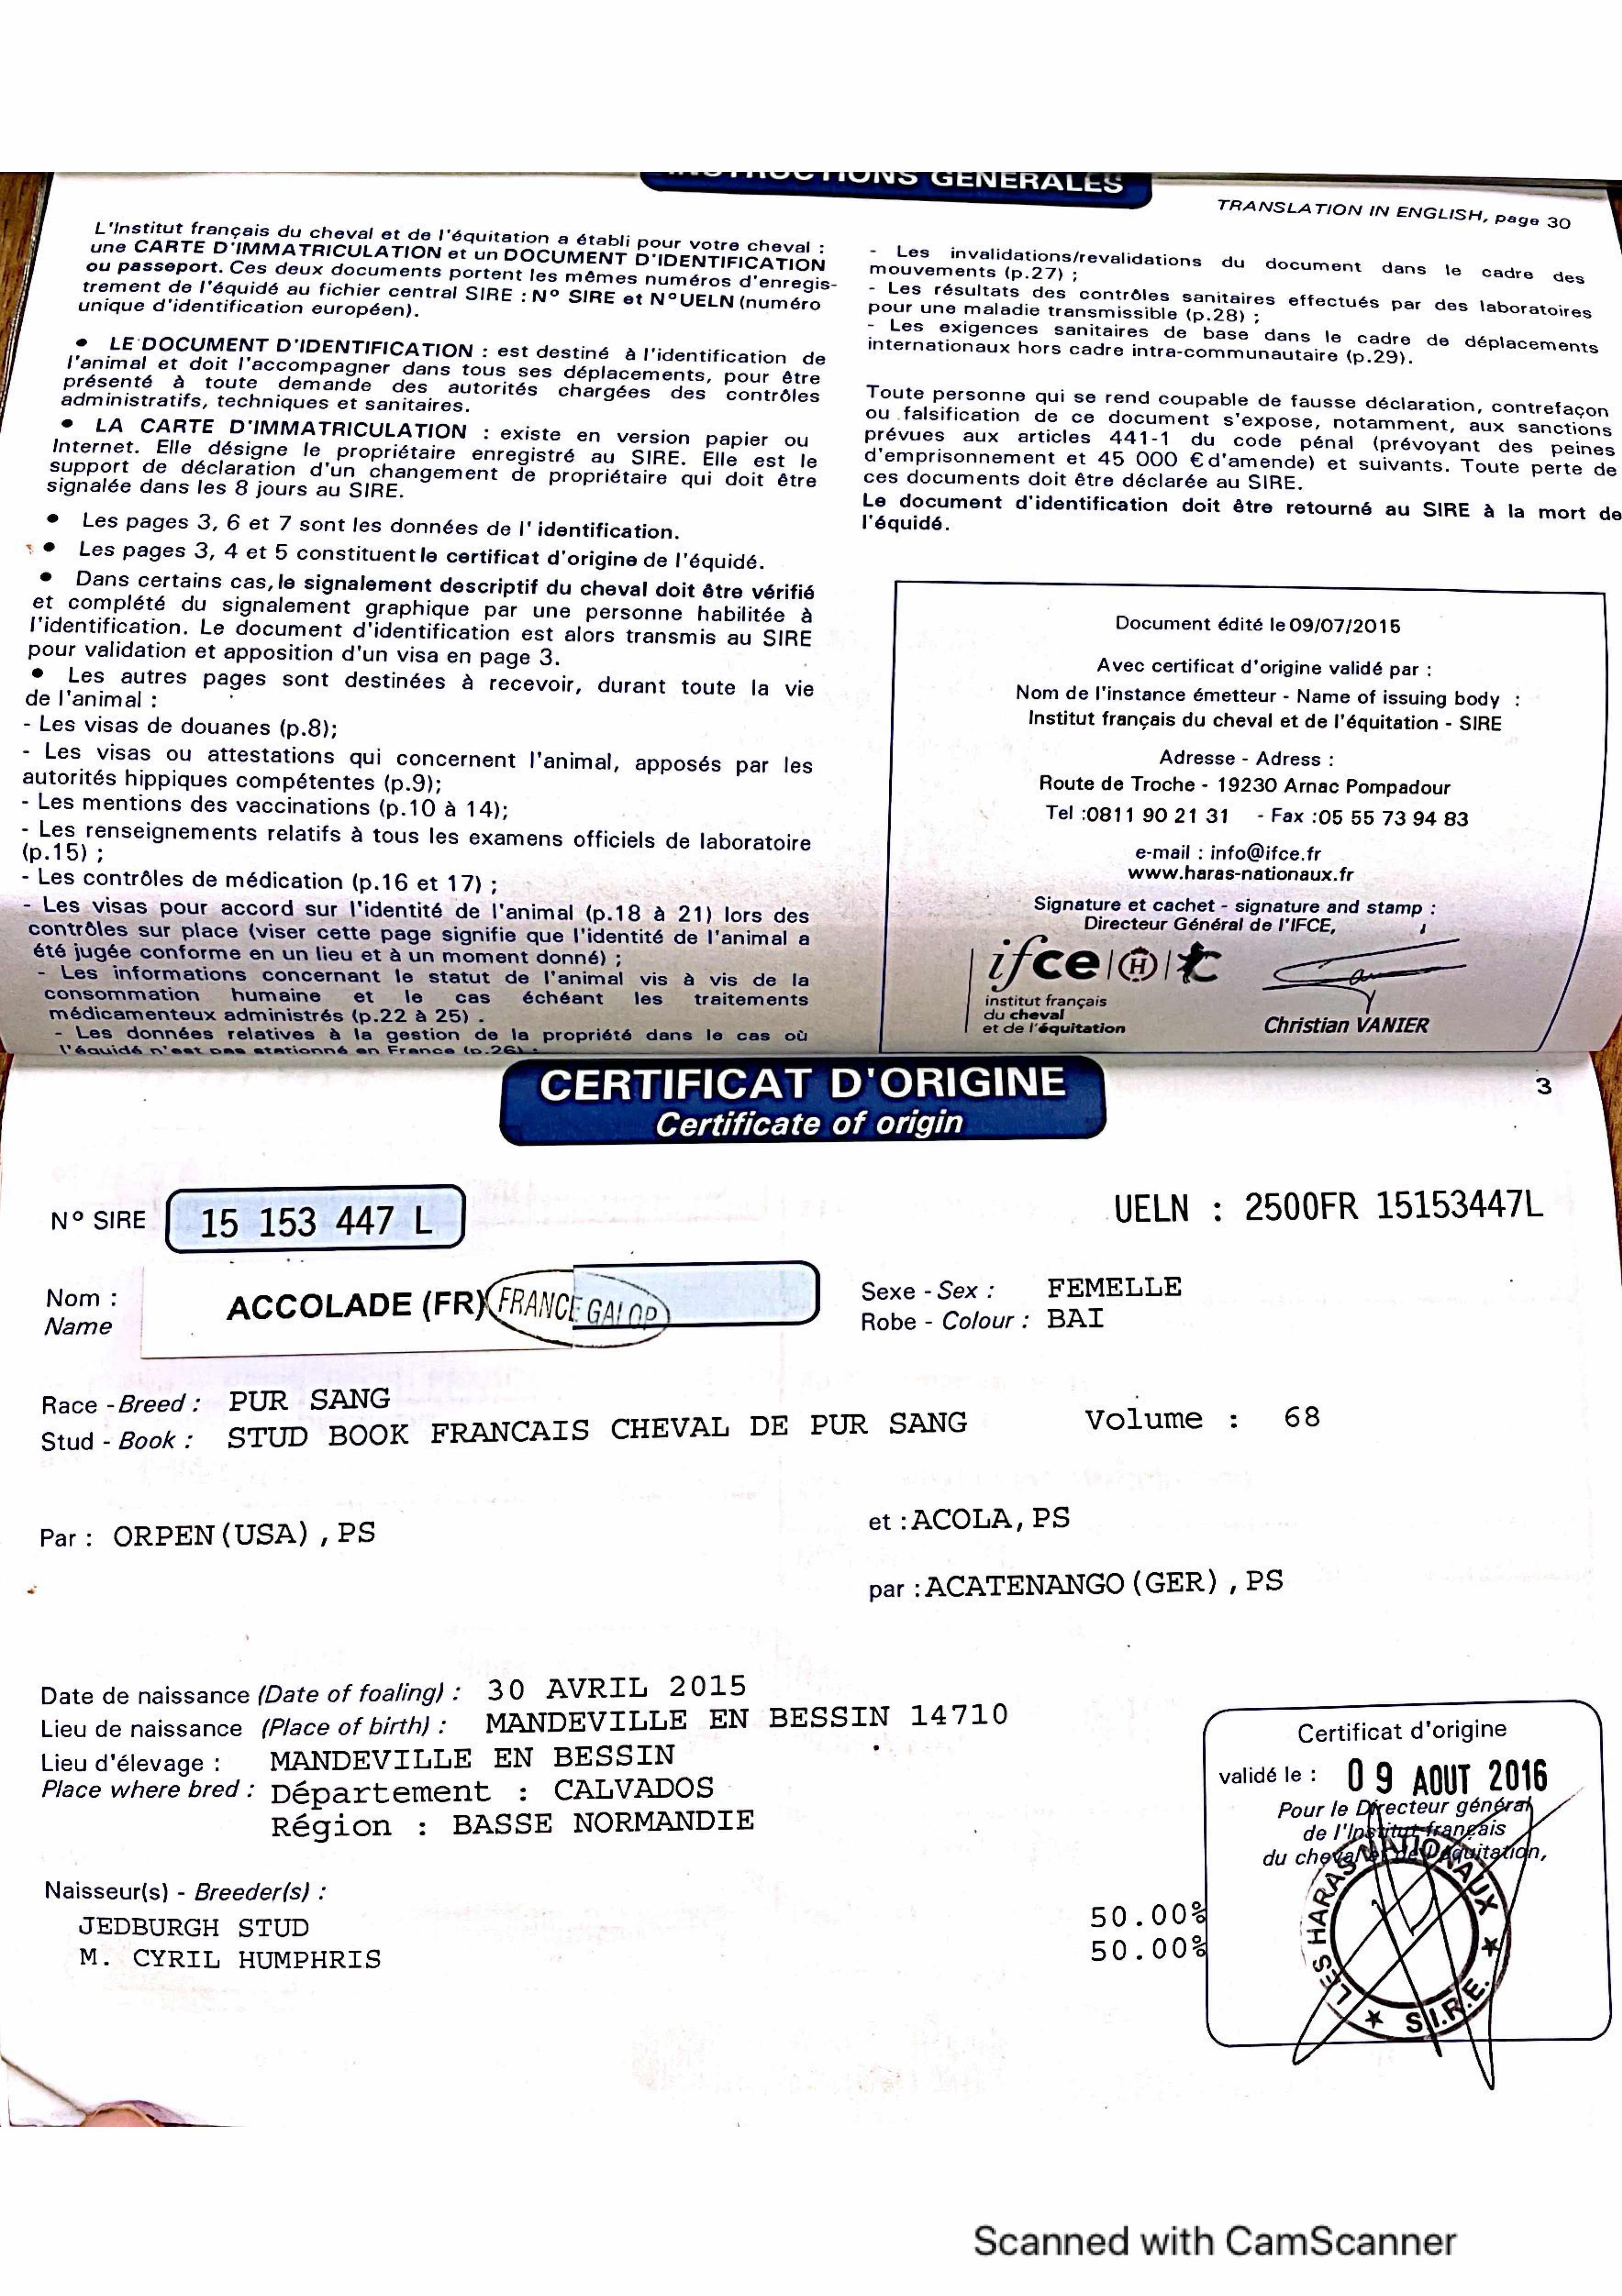 INSTRUCTIONS GENERALES
TRANSLATION IN ENGLISH, page 30
L'Institut français du cheval et de l'équitation a établi pour votre cheval :
une CARTE D'IMMATRICULATION et un DOCUMENT D'IDENTIFICATION
ou passeport. Ces deux documents portent les mêmes numéros d'enregis-
trement de l'équidé au fichier central SIRE : Nº SIRE et NºUELN (numéro
unique d'identification européen).
• LE DOCUMENT D'IDENTIFICATION : est destiné à l'identification de
l'animal et doit l'accompagner dans tous ses déplacements, pour être
présenté à toute demande des autorités chargées des contrôles
administratifs, techniques et sanitaires.
• LA CARTE D'IMMATRICULATION : existe en version papier ou
Internet. Elle désigne le propriétaire enregistré au SIRE. Elle est le
support de déclaration d'un changement de propriétaire qui doit être
signalée dans les 8 jours au SIRE.
• Les pages 3, 6 et 7 sont les données de l' identification.
• Les pages 3, 4 et 5 constituent le certificat d'origine de l'équidé.
• Dans certains cas, le signalement descriptif du cheval doit être vérifié
et complété du signalement graphique par une personne habilitée à
l'identification. Le document d'identification est alors transmis au SIRE
pour validation et apposition d'un visa en page 3.
• Les autres pages sont destinées à recevoir, durant toute la vie
de l'animal :
- Les visas de douanes (p.8);
- Les visas ou attestations qui concernent l'animal, apposés par les
autorités hippiques compétentes (p.9);
- Les mentions des vaccinations (p.10 à 14);
- Les renseignements relatifs à tous les examens officiels de laboratoire
(p.15) ;
- Les contrôles de médication (p.16 et 17) ;
- Les visas pour accord sur l'identité de l'animal (p.18 à 21) lors des
contrôles sur place (viser cette page signifie que l'identité de l'animal a
été jugée conforme en un lieu et à un moment donné) ;
- Les informations concernant le statut de l'animal vis à vis de la
consommation humaine et le cas échéant les traitements
médicamenteux administrés (p.22 à 25) .
- Les données relatives à la gestion de la propriété dans le cas où
l'équidé n'est pas stationné en France (p.26) ;
- Les invalidations/revalidations du document dans le cadre des
mouvements (p.27) ;
- Les résultats des contrôles sanitaires effectués par des laboratoires
pour une maladie transmissible (p.28) ;
- Les exigences sanitaires de base dans le cadre de déplacements
internationaux hors cadre intra-communautaire (p.29).
Toute personne qui se rend coupable de fausse déclaration, contrefaçon
ou falsification de ce document s'expose, notamment, aux sanctions
prévues aux articles 441-1 du code pénal (prévoyant des peines
d'emprisonnement et 45 000 € d'amende) et suivants. Toute perte de
ces documents doit être déclarée au SIRE.
Le document d'identification doit être retourné au SIRE à la mort de
l'équidé.
Document édité le 09/07/2015
Avec certificat d'origine validé par :
Nom de l'instance émetteur - Name of issuing body :
Institut français du cheval et de l'équitation - SIRE
Adresse - Adress :
Route de Troche - 19230 Arnac Pompadour
Tel :0811 90 21 31 - Fax :05 55 73 94 83
e-mail : info@ifce.fr
www.haras-nationaux.fr
Signature et cachet - signature and stamp :
Directeur Général de l'IFCE,
ifce H
institut français
du cheval
et de l'équitation
Christian VANIER
CERTIFICAT D'ORIGINE
Certificate of origin
3
Nº SIRE 15 153 447 L
UELN : 2500FR 15153447L
Nom :
Name
ACCOLADE (FR) FRANCE GALOP
Sexe - Sex : FEMELLE
Robe - Colour : BAI
Race - Breed : PUR SANG
Stud - Book : STUD BOOK FRANCAIS CHEVAL DE PUR SANG Volume : 68
Par : ORPEN (USA) , PS
et : ACOLA, PS
par : ACATENANGO (GER) , PS
Date de naissance (Date of foaling) : 30 AVRIL 2015
Lieu de naissance (Place of birth) : MANDEVILLE EN BESSIN 14710
Lieu d'élevage : MANDEVILLE EN BESSIN
Place where bred : Département : CALVADOS
Région : BASSE NORMANDIE
Naisseur(s) - Breeder(s) :
JEDBURGH STUD 50.00%
M. CYRIL HUMPHRIS 50.00%
Certificat d'origine
validé le : 09 AOUT 2016
Pour le Directeur général
de l'Institut français
du cheval et de l'équitation,
LES HARAS NATIONAUX ★ S.I.R.E. ★
Scanned with CamScanner